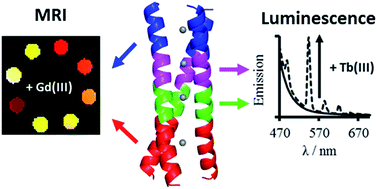 MRI
+ Gd(III)
Luminescence
Emission
+ Tb(III)
470
570
670
λ / nm